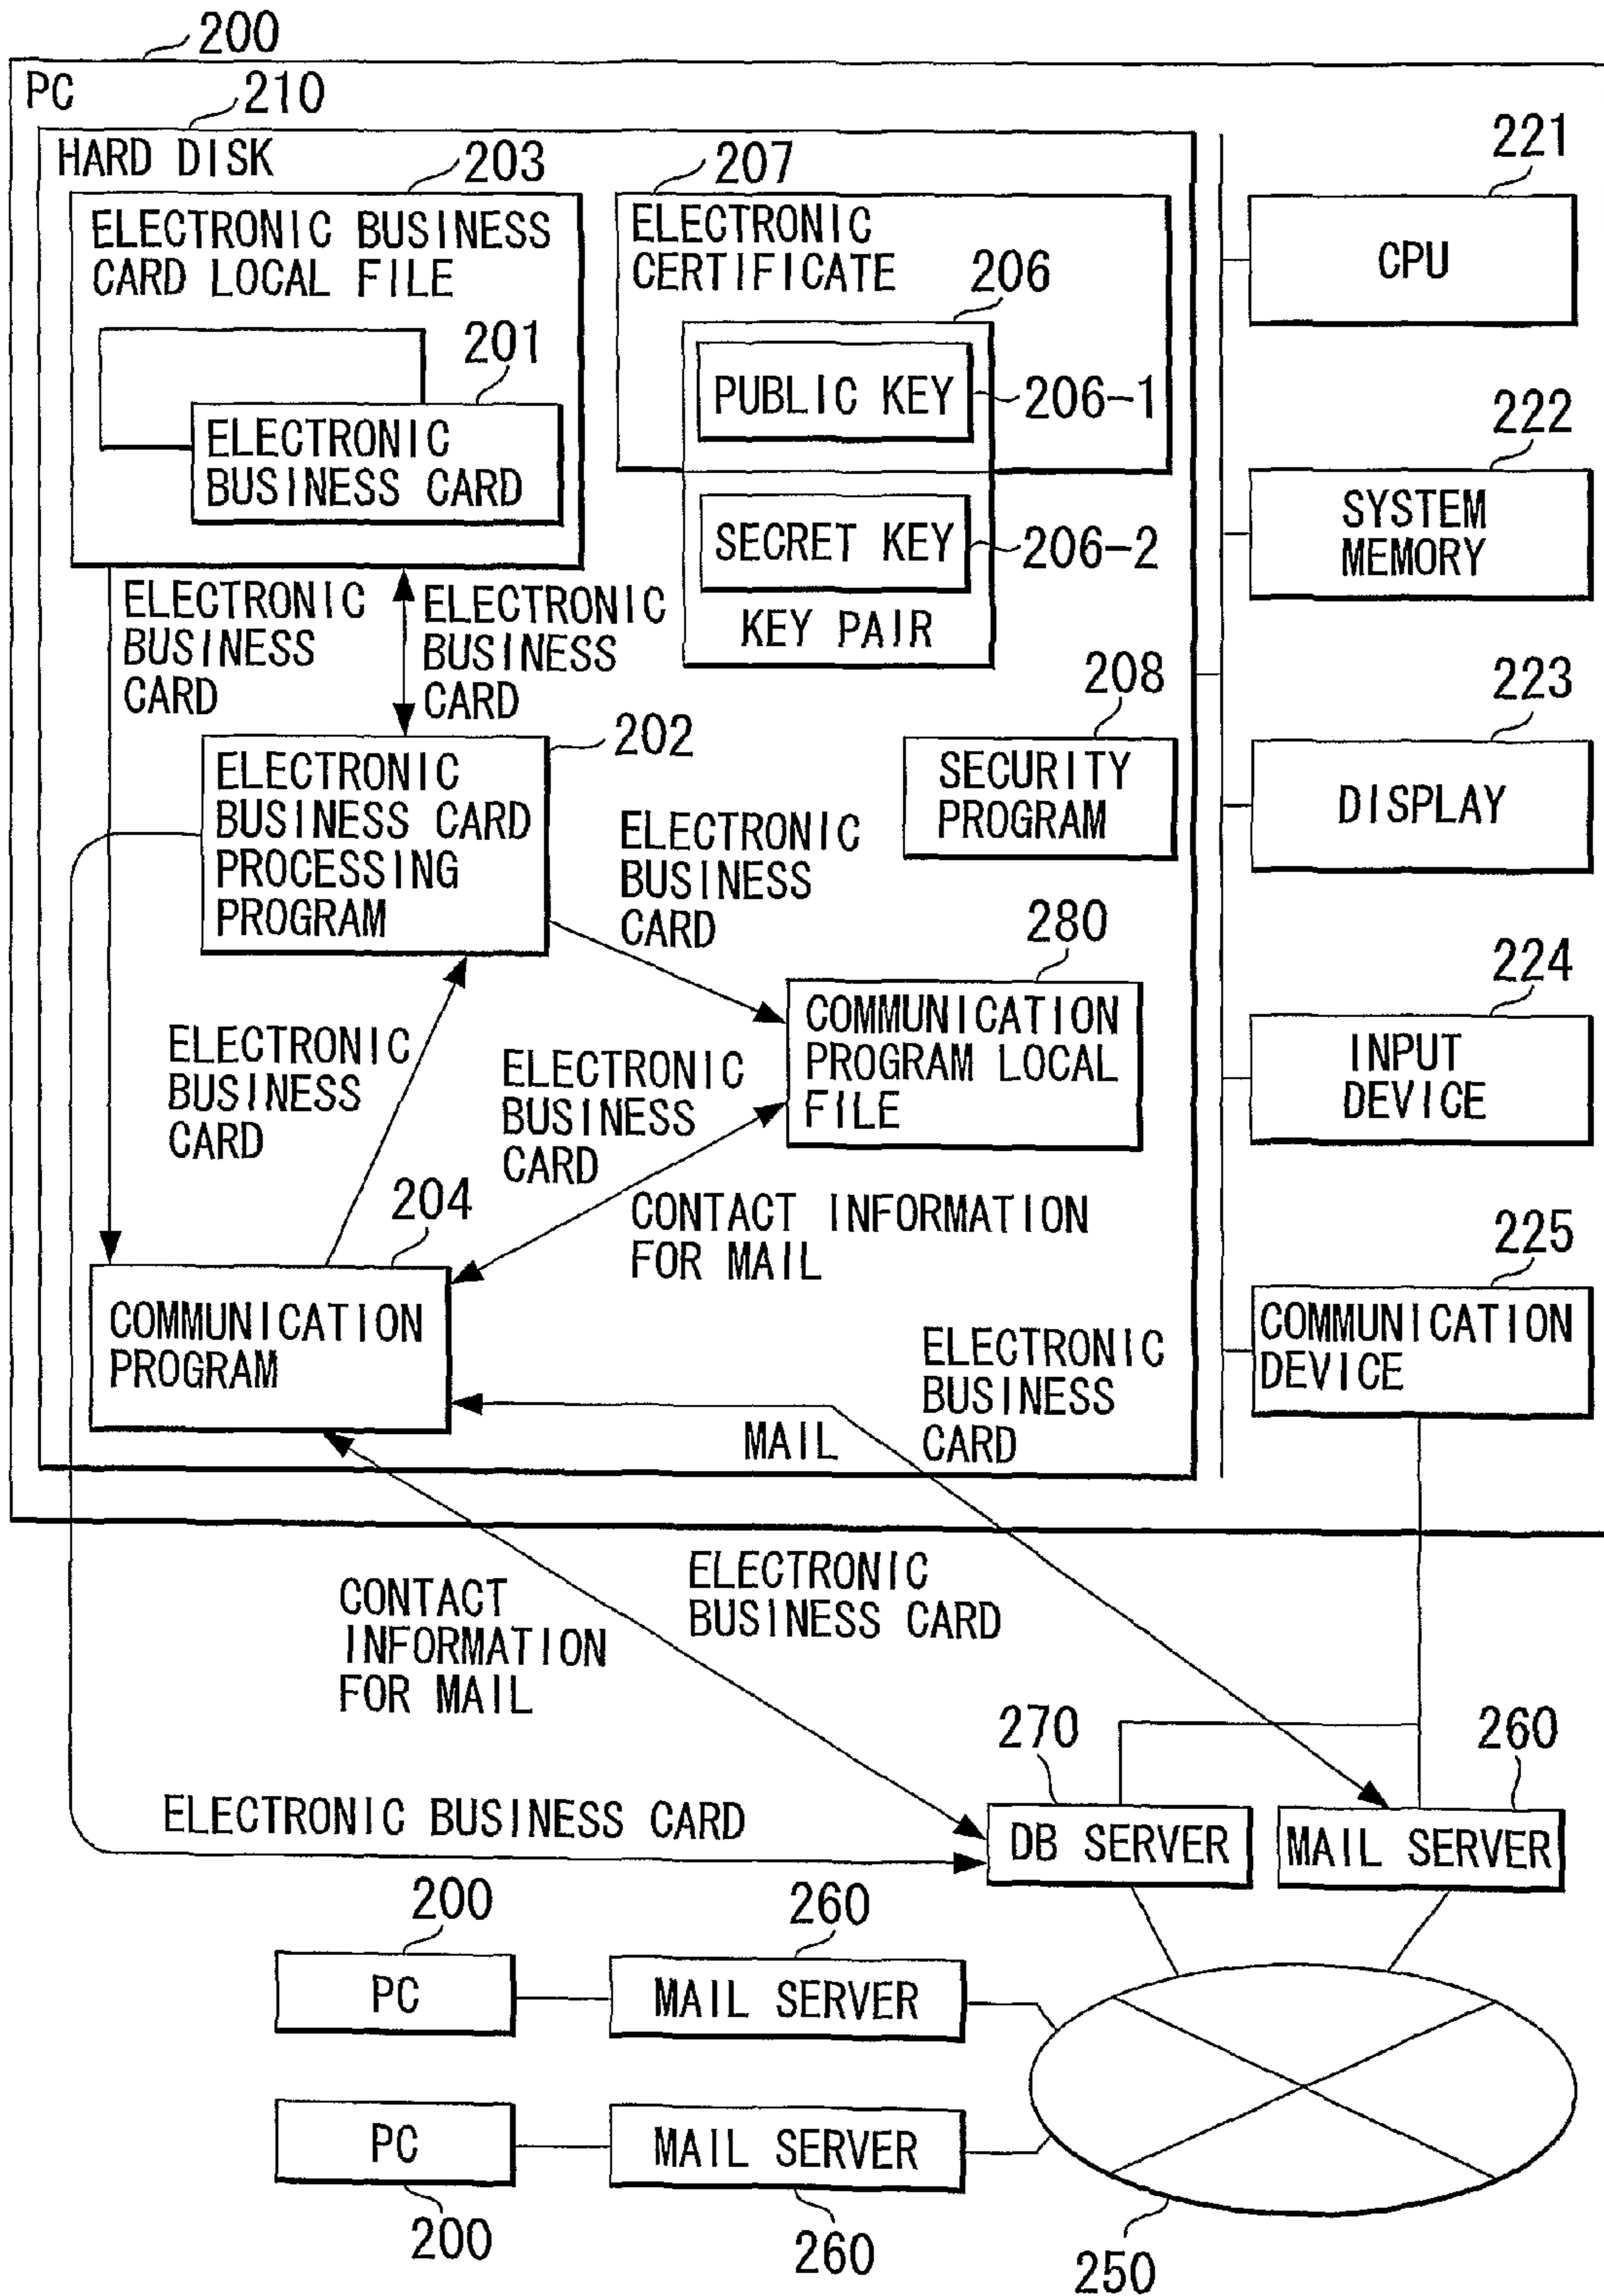 200
PC
210
HARD DISK
203
ELECTRONIC BUSINESS
CARD LOCAL FILE
201
ELECTRONIC
BUSINESS CARD
207
ELECTRONIC
CERTIFICATE
206
PUBLIC KEY
206-1
SECRET KEY
206-2
KEY PAIR
221
CPU
222
SYSTEM
MEMORY
223
DISPLAY
224
INPUT
DEVICE
225
COMMUNICATION
DEVICE
ELECTRONIC
BUSINESS
CARD
ELECTRONIC
BUSINESS
CARD
202
ELECTRONIC
BUSINESS CARD
PROCESSING
PROGRAM
208
SECURITY
PROGRAM
ELECTRONIC
BUSINESS
CARD
280
COMMUNICATION
PROGRAM LOCAL
FILE
ELECTRONIC
BUSINESS
CARD
ELECTRONIC
BUSINESS
CARD
CONTACT INFORMATION
FOR MAIL
204
COMMUNICATION
PROGRAM
MAIL
ELECTRONIC
BUSINESS
CARD
CONTACT
INFORMATION
FOR MAIL
ELECTRONIC
BUSINESS CARD
ELECTRONIC BUSINESS CARD
270
DB SERVER
260
MAIL SERVER
200
PC
260
MAIL SERVER
PC
200
MAIL SERVER
260
250